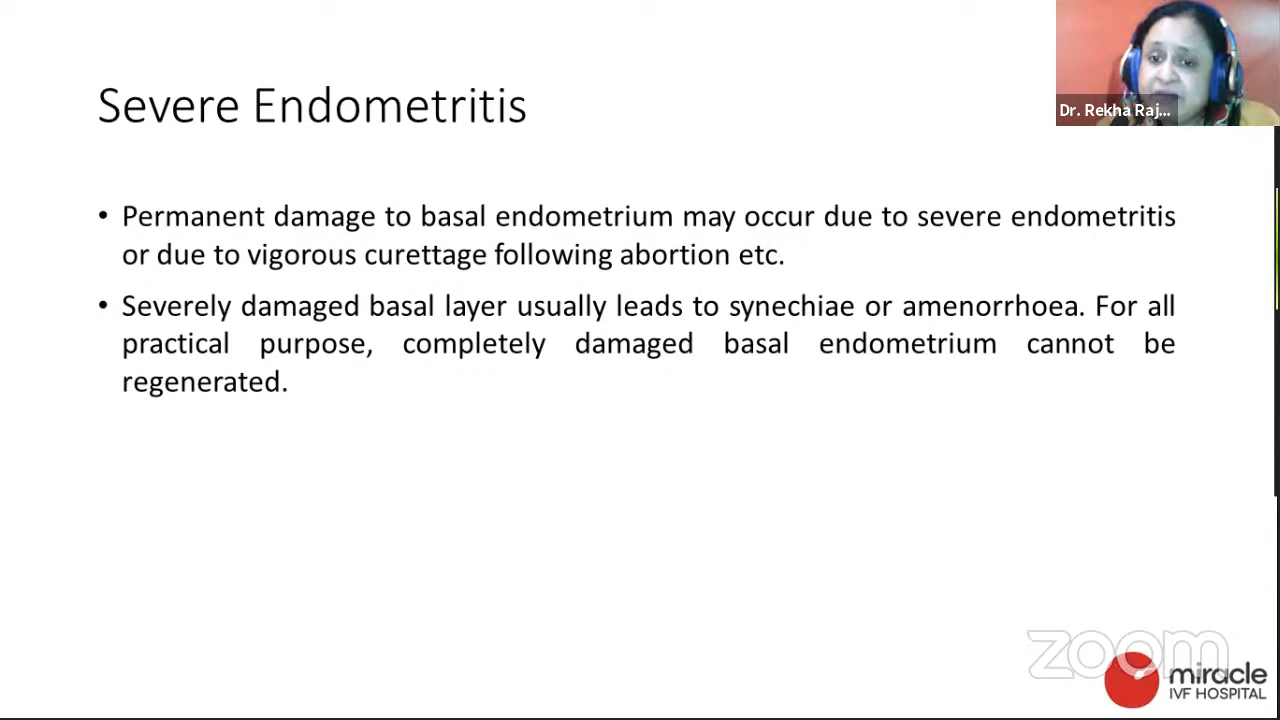 Severe Endometritis
Dr. Rekha Raj...
• Permanent damage to basal endometrium may occur due to severe endometritis
or due to vigorous curettage following abortion etc.
• Severely damaged basal layer usually leads to synechiae or amenorrhoea. For all
practical purpose, completely damaged basal endometrium cannot be
regenerated.
zoom
miracle
IVF HOSPITAL